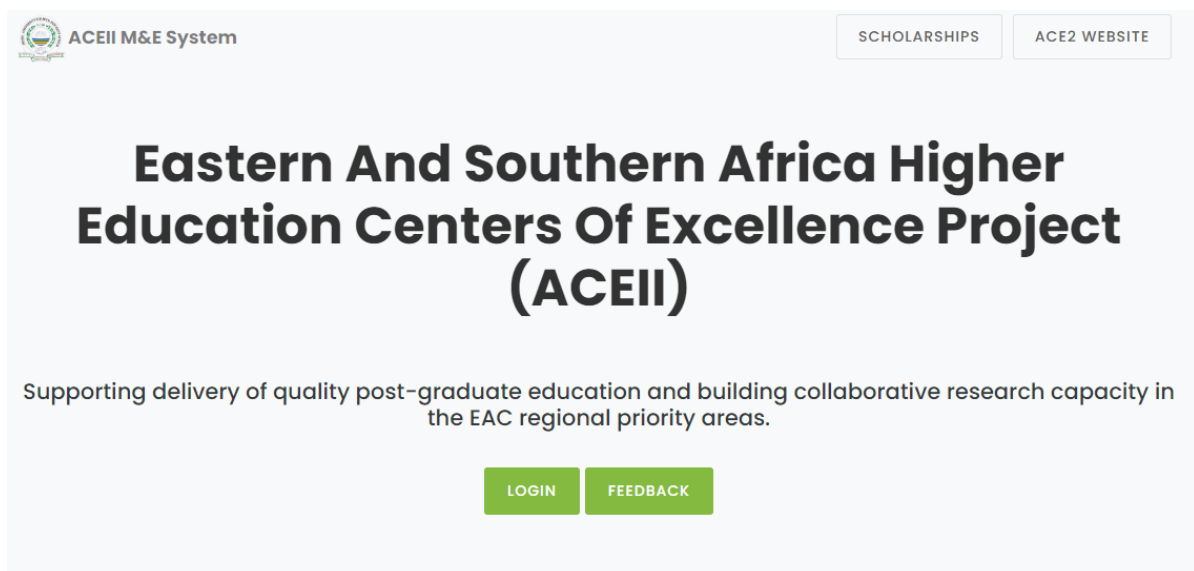 ACEII M&E System
SCHOLARSHIPS
ACE2 WEBSITE
Eastern And Southern Africa Higher
Education Centers Of Excellence Project
(ACEII)
Supporting delivery of quality post-graduate education and building collaborative research capacity in
the EAC regional priority areas.
LOGIN
FEEDBACK